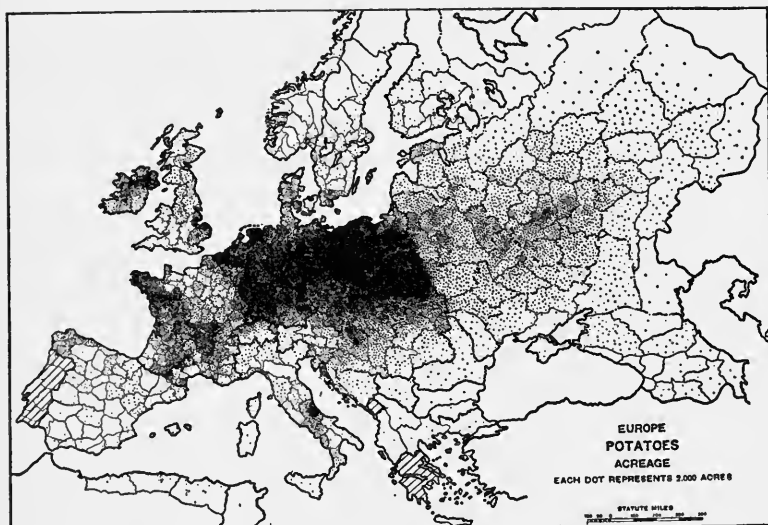 EUROPE
POTATOES
ACREAGE
EACH DOT REPRESENTS 2,000 ACRES
STATUTE MILES